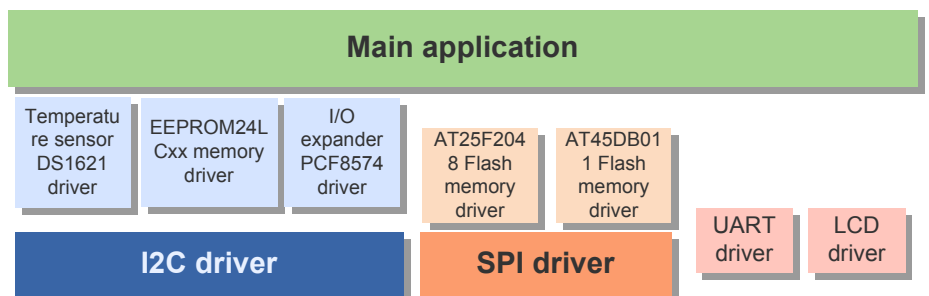 Main application
Temperatu
re sensor
DS1621
driver
EEPROM24L
Cxx memory
driver
I/O
expander
PCF8574
driver
AT25F204
8 Flash
memory
driver
AT45DB01
1 Flash
memory
driver
UART
driver
LCD
driver
I2C driver
SPI driver